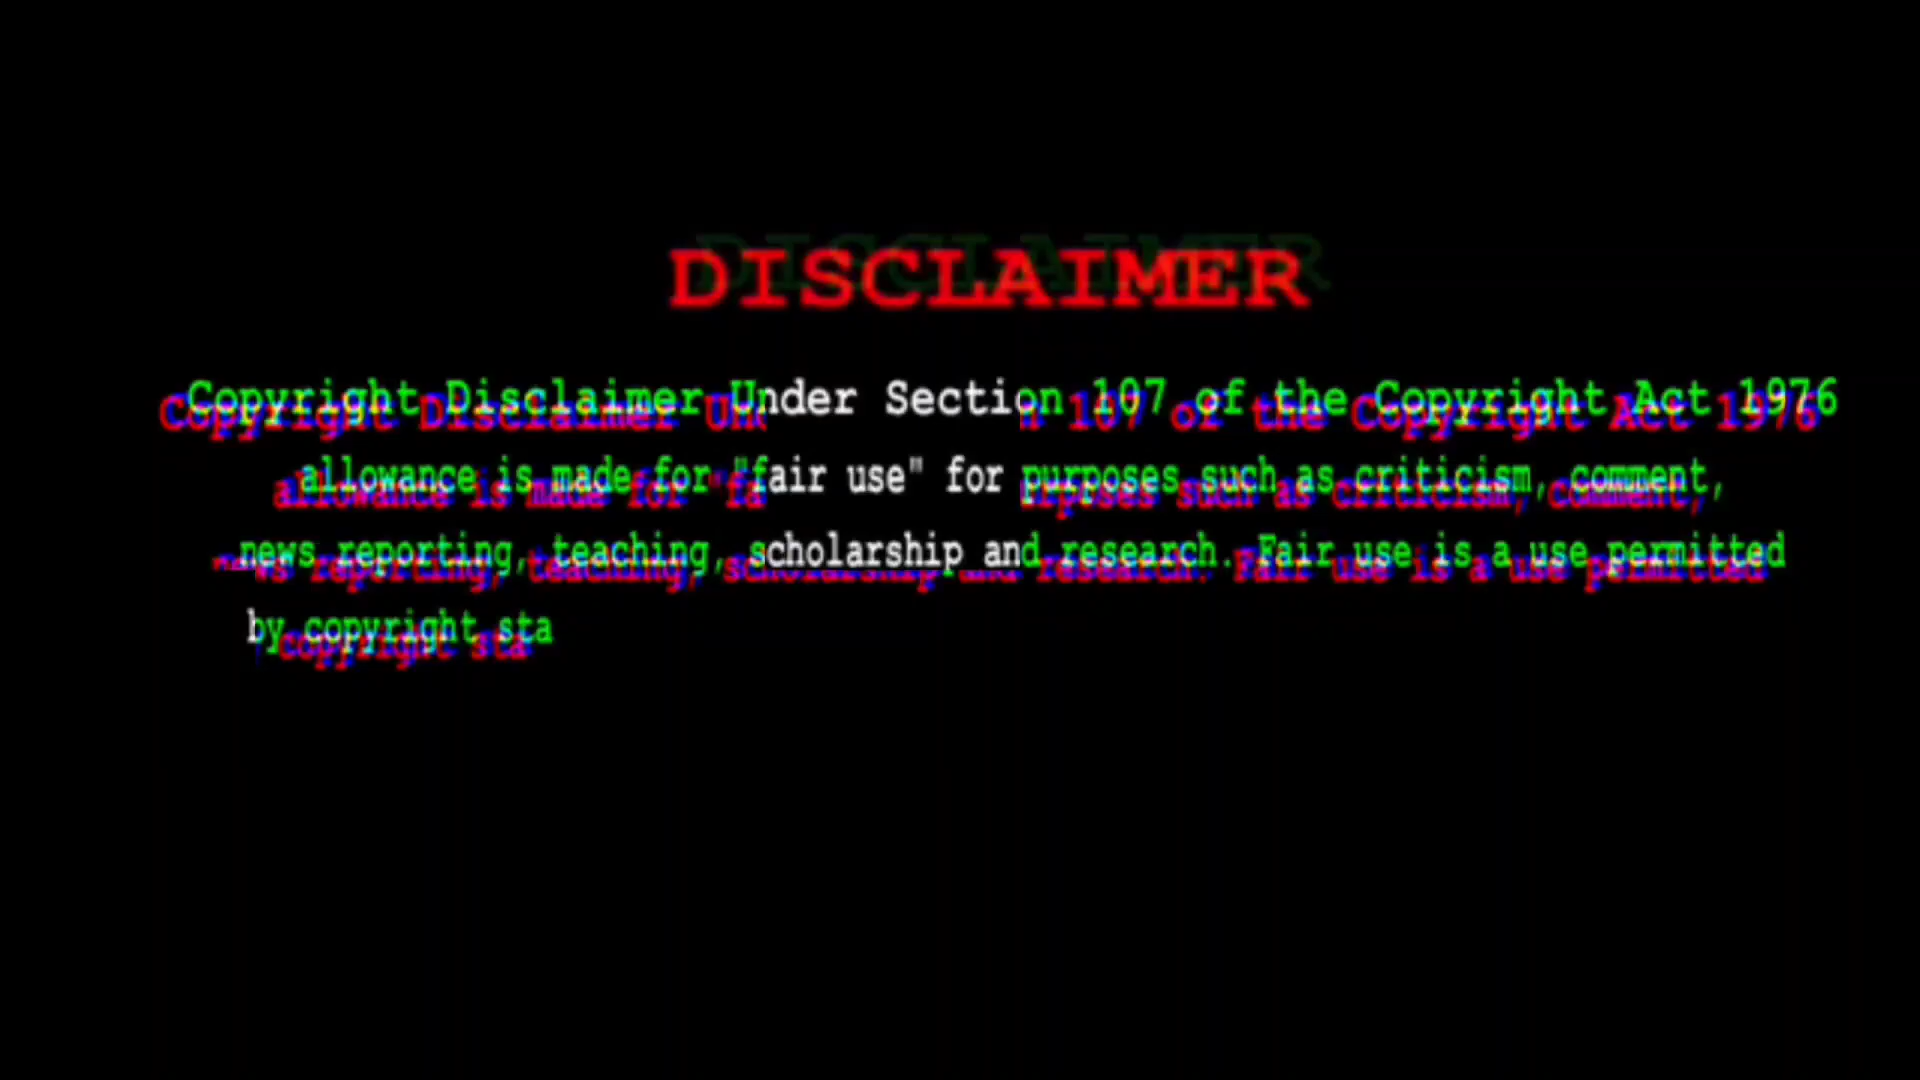 DISCLAIMER
Copyright Disclaimer Under Section 107 of the Copyright Act 1976
allowance is made for "fair use" for purposes such as criticism, comment,
news reporting, teaching, scholarship and research. Fair use is a use permitted
by copyright sta